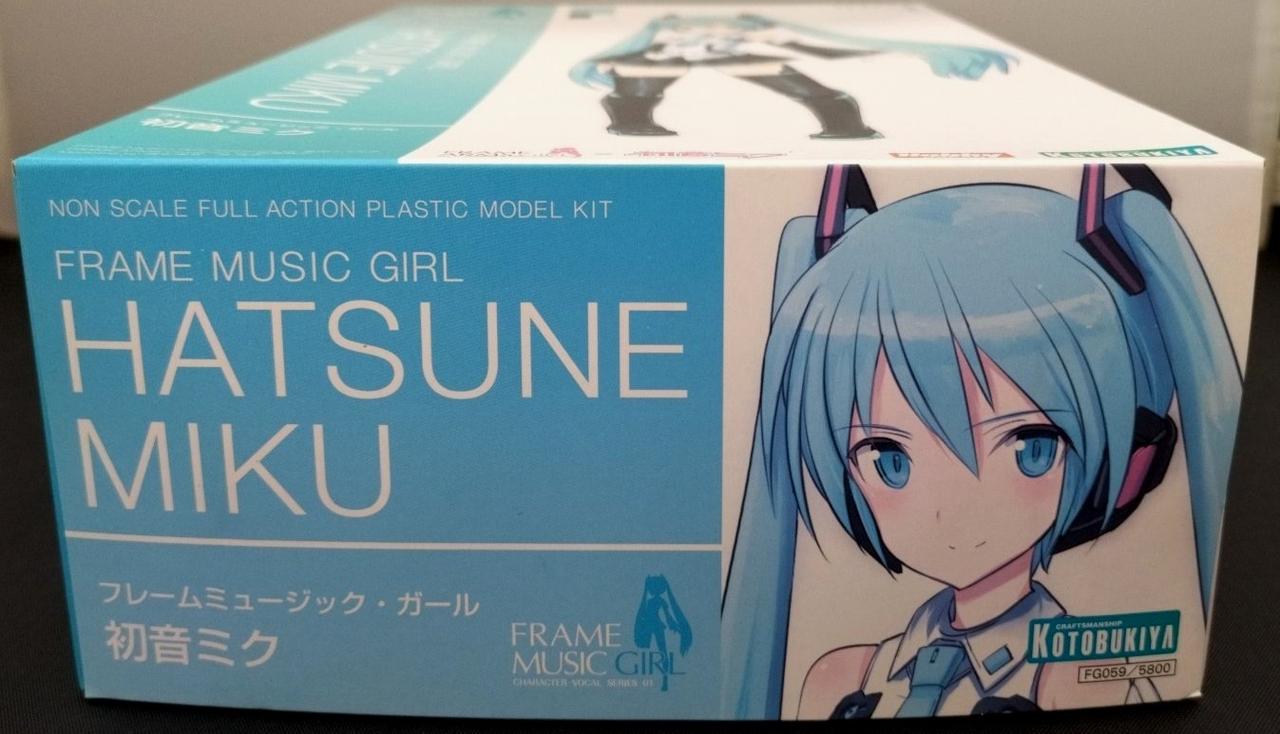 HATSUNE MIKU
初音ミク
NON SCALE FULL ACTION PLASTIC MODEL KIT
FRAME MUSIC GIRL
HATSUNE
MIKU
フレームミュージック・ガール
初音ミク
FRAME
MUSIC GIRL
CHARACTER VOCAL SERIES 01
CRAFTSMANSHIP
KOTOBUKIYA
FG059/5800